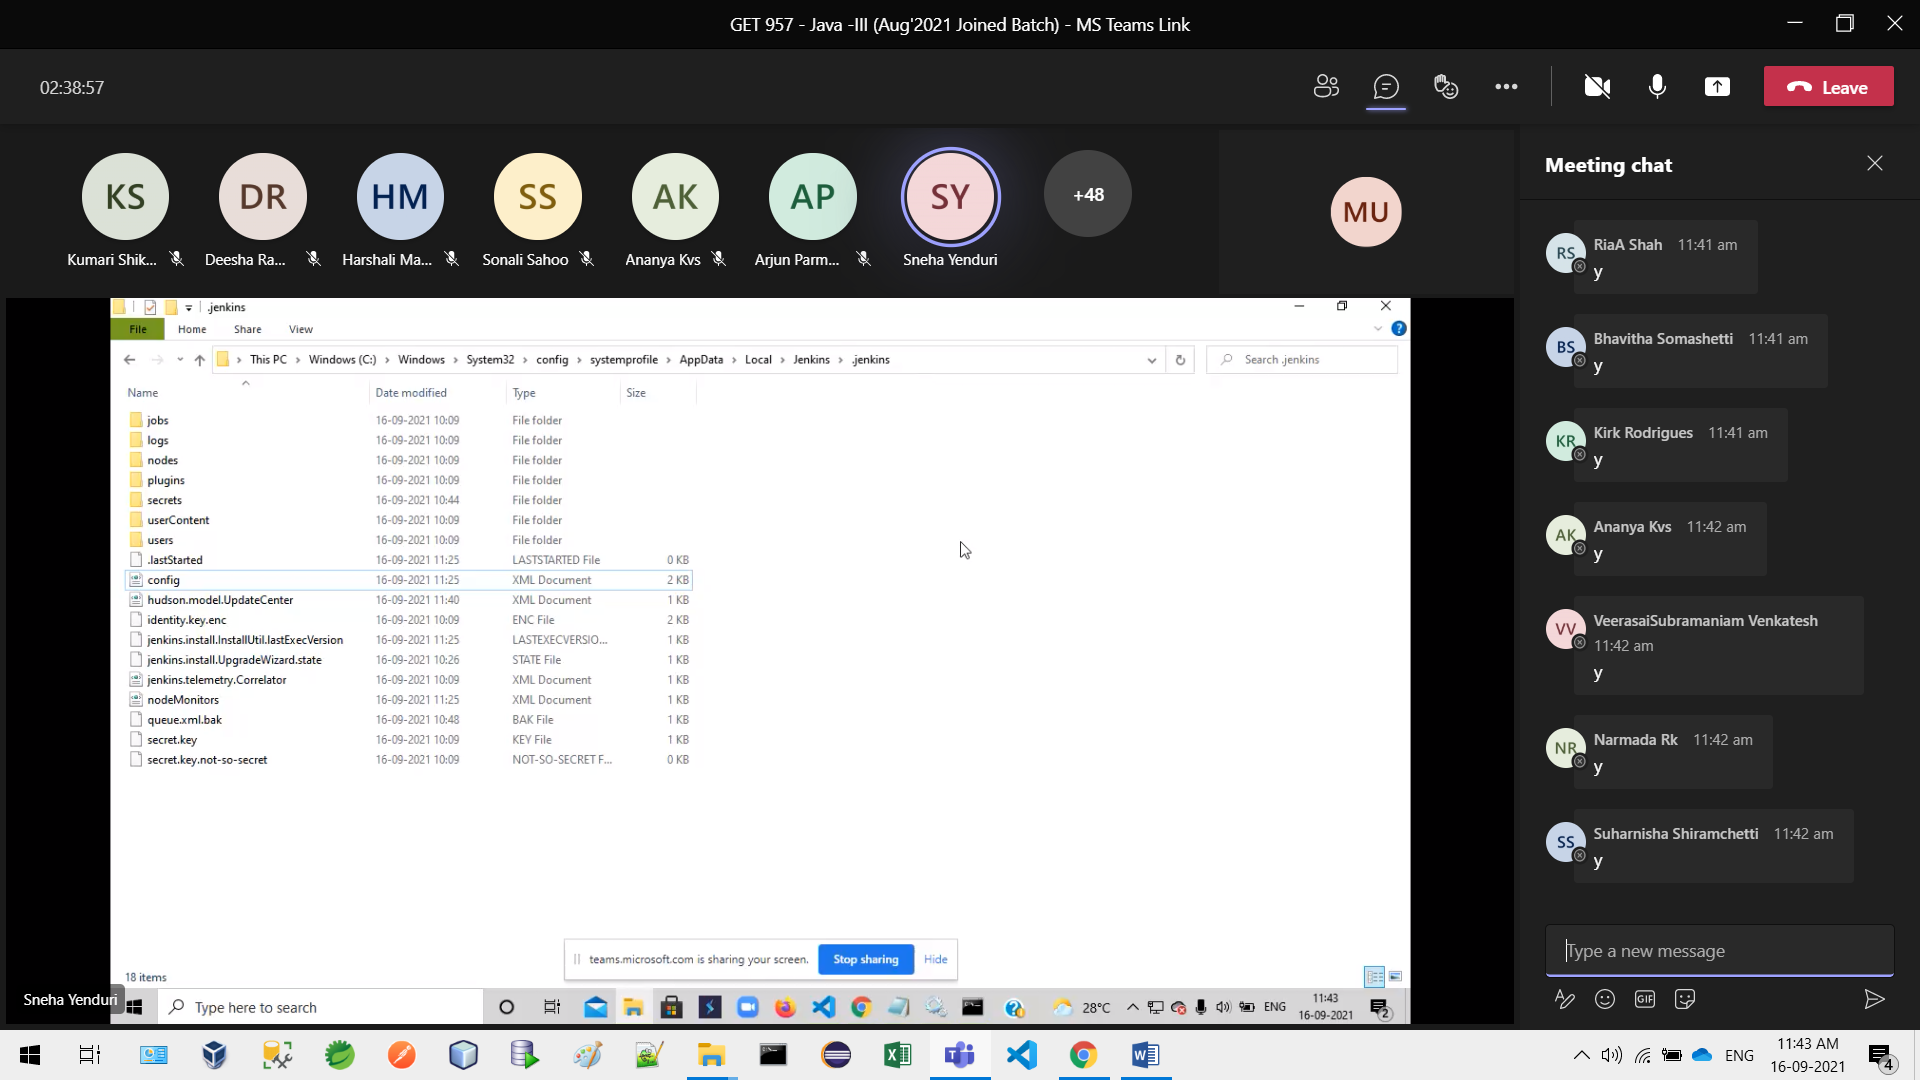 GET 957 - Java -III (Aug'2021 Joined Batch) - MS Teams Link
02:38:57
Leave
KS
DR
HM
SS
AK
AP
SY
+48
MU
Kumari Shik...
Deesha Ra...
Harshali Ma...
Sonali Sahoo
Ananya Kvs
Arjun Parm...
Sneha Yenduri
.jenkins
File
Home
Share
View
This PC > Windows (C:) > Windows > System32 > config > systemprofile > AppData > Local > Jenkins > .jenkins
Search .jenkins
Name
Date modified
Type
Size
jobs 16-09-2021 10:09 File folder
logs 16-09-2021 10:09 File folder
nodes 16-09-2021 10:09 File folder
plugins 16-09-2021 10:09 File folder
secrets 16-09-2021 10:44 File folder
userContent 16-09-2021 10:09 File folder
users 16-09-2021 10:09 File folder
.lastStarted 16-09-2021 11:25 LASTSTARTED File 0 KB
config 16-09-2021 11:25 XML Document 2 KB
hudson.model.UpdateCenter 16-09-2021 11:40 XML Document 1 KB
identity.key.enc 16-09-2021 10:09 ENC File 2 KB
jenkins.install.InstallUtil.lastExecVersion 16-09-2021 11:25 LASTEXECVERSIO... 1 KB
jenkins.install.UpgradeWizard.state 16-09-2021 10:26 STATE File 1 KB
jenkins.telemetry.Correlator 16-09-2021 10:09 XML Document 1 KB
nodeMonitors 16-09-2021 11:25 XML Document 1 KB
queue.xml.bak 16-09-2021 10:48 BAK File 1 KB
secret.key 16-09-2021 10:09 KEY File 1 KB
secret.key.not-so-secret 16-09-2021 10:09 NOT-SO-SECRET F... 0 KB
teams.microsoft.com is sharing your screen.
Stop sharing
Hide
18 items
Sneha Yenduri
Type here to search
28°C
ENG
11:43
16-09-2021
2
Meeting chat
RS
RiaA Shah 11:41 am
y
BS
Bhavitha Somashetti 11:41 am
y
KR
Kirk Rodrigues 11:41 am
y
AK
Ananya Kvs 11:42 am
y
VV
VeerasaiSubramaniam Venkatesh
11:42 am
y
NR
Narmada Rk 11:42 am
y
SS
Suharnisha Shiramchetti 11:42 am
y
Type a new message
GIF
ENG
11:43 AM
16-09-2021
4